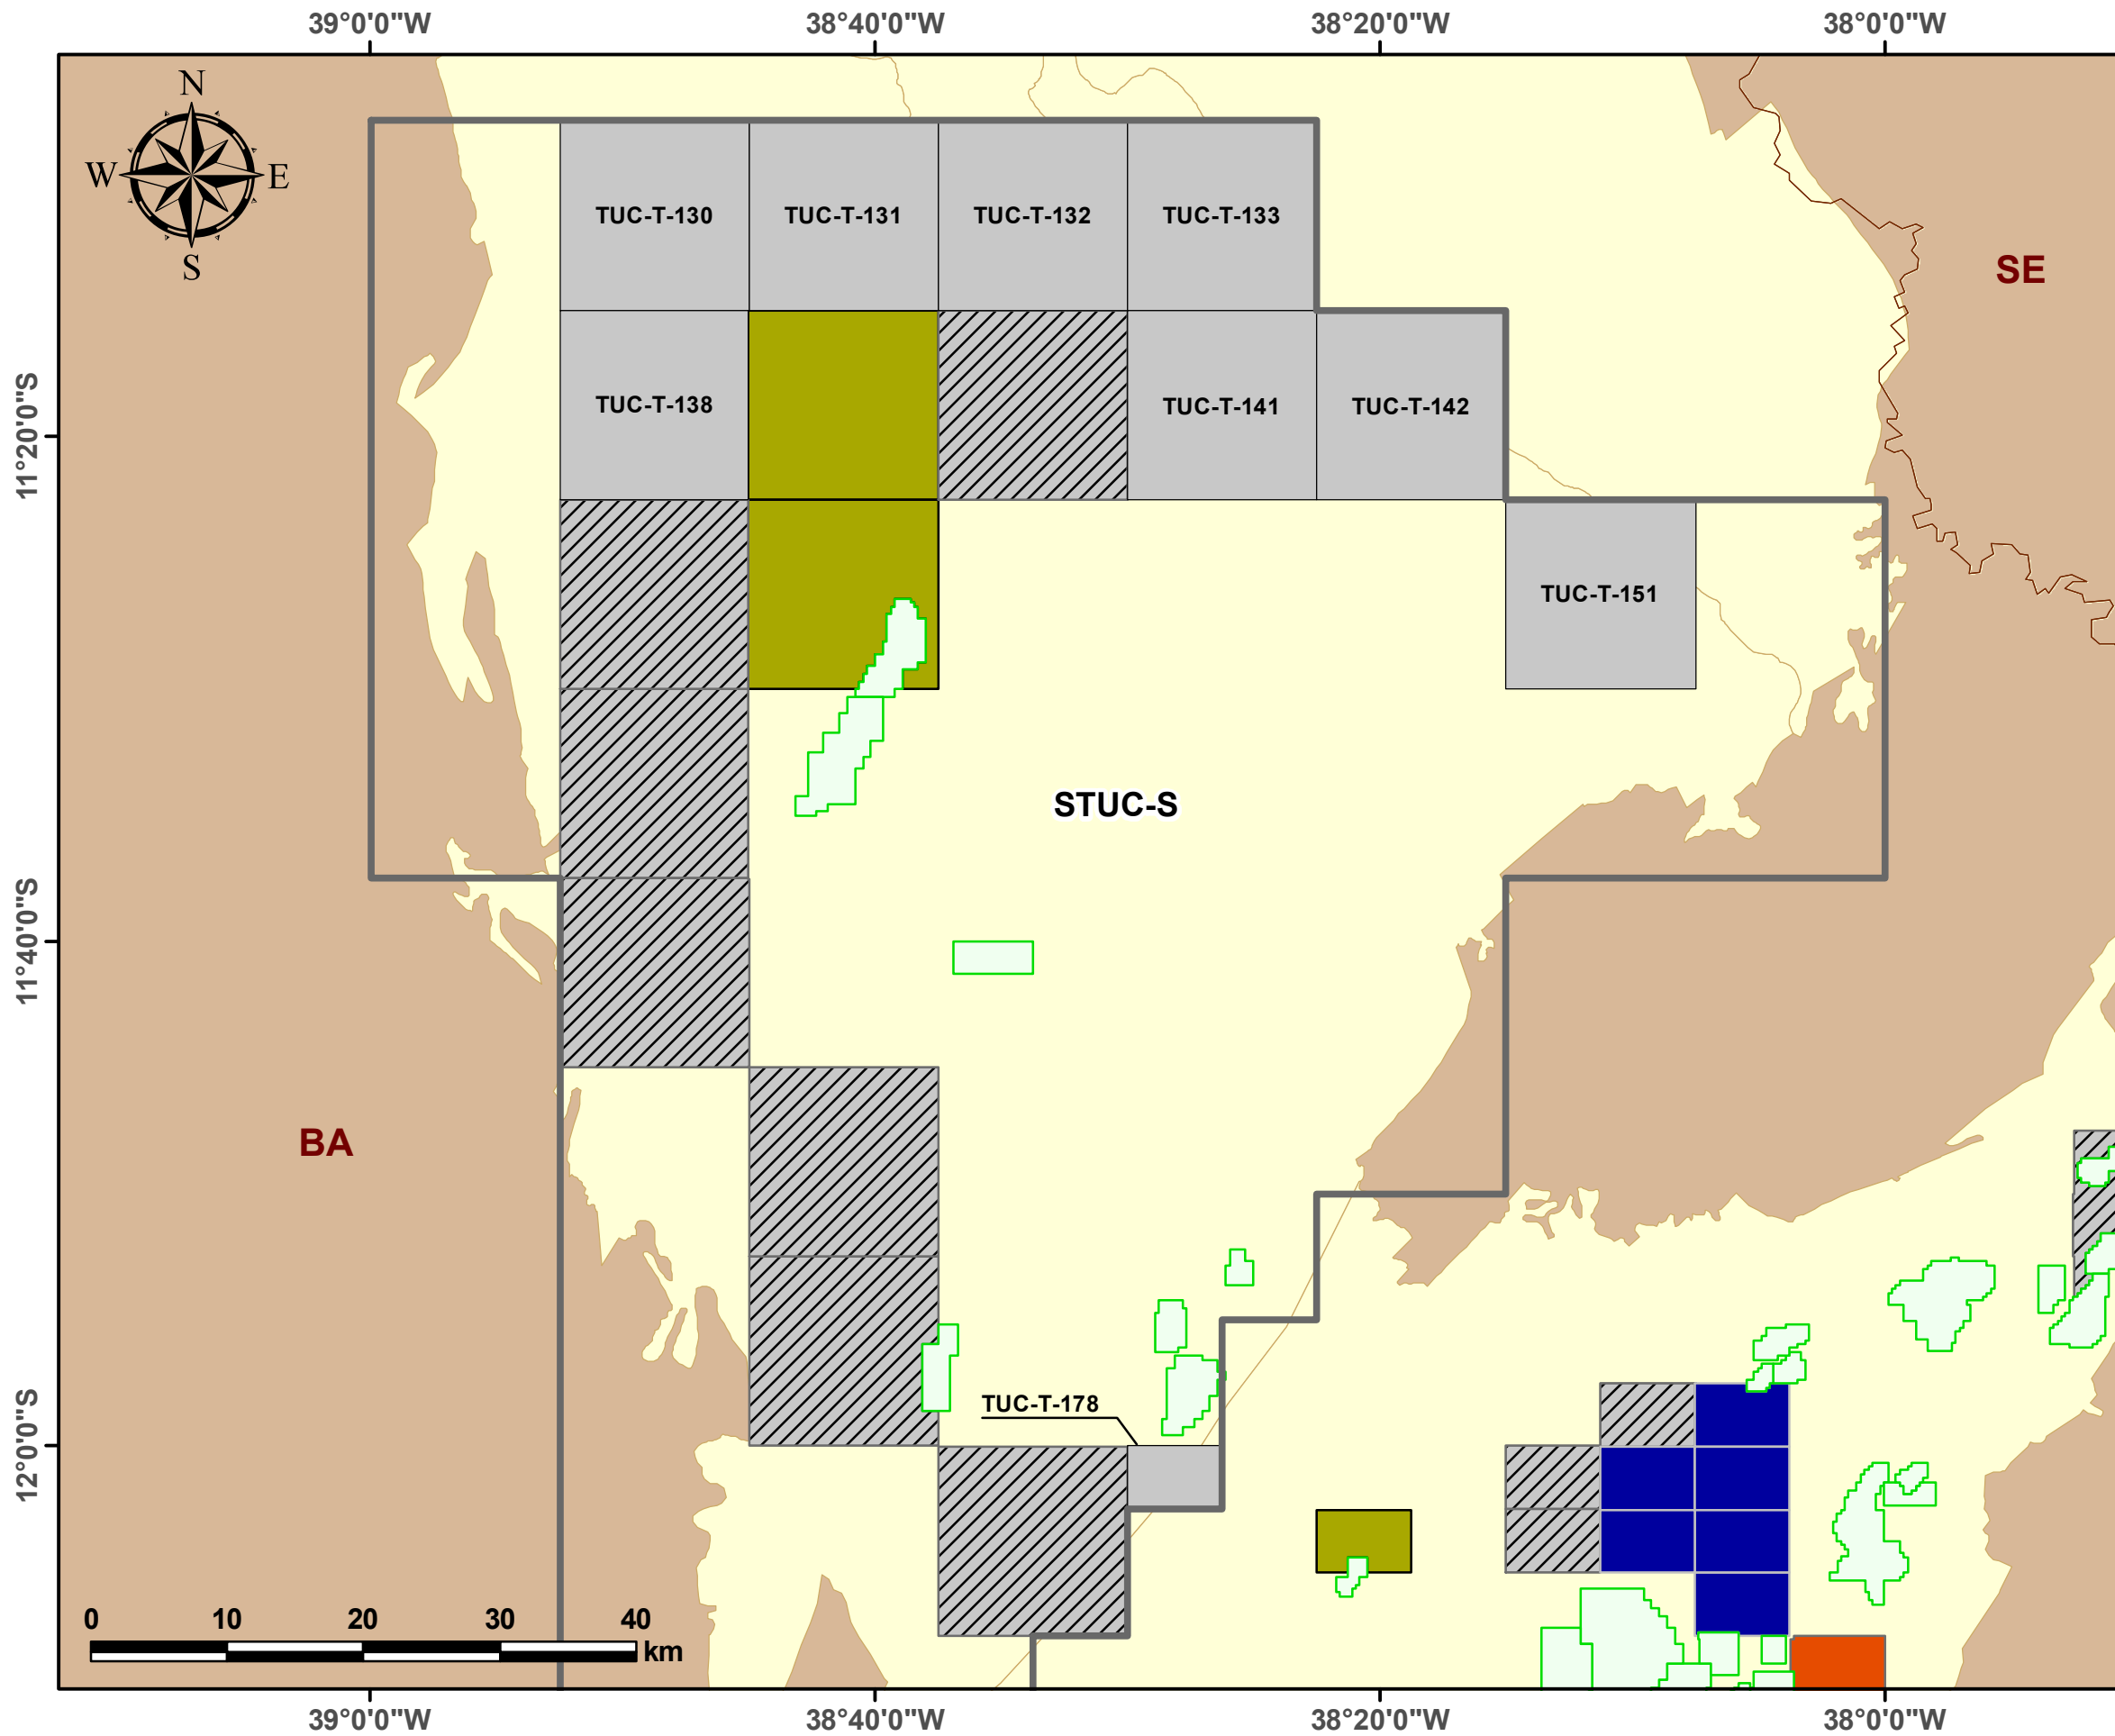 39°0'0"W 38°40'0"W 38°20'0"W 38°0'0"W
N
W E
S
TUC-T-130 TUC-T-131 TUC-T-132 TUC-T-133
SE
TUC-T-138 TUC-T-141 TUC-T-142
11°20'0"S
TUC-T-151
STUC-S
11°40'0"S
BA
TUC-T-178
12°0'0"S
0 10 20 30 40
km
39°0'0"W 38°40'0"W 38°20'0"W 38°0'0"W